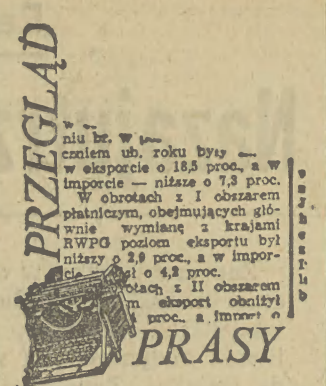 PRZEGLĄD
niu br. w
czniem ub. roku były
w eksporcie o 18,5 proc., a w
imporcie — niższe o 7,3 proc.
W obrotach z I obszarem
płatniczym, obejmujących głó-
wnie wymianę z krajami
RWPG poziom eksportu był
niższy o 2,9 proc., a w impor-
cie o 4,2 proc.
z II obszarem
eksport obniżył
proc., a import o
PRASY